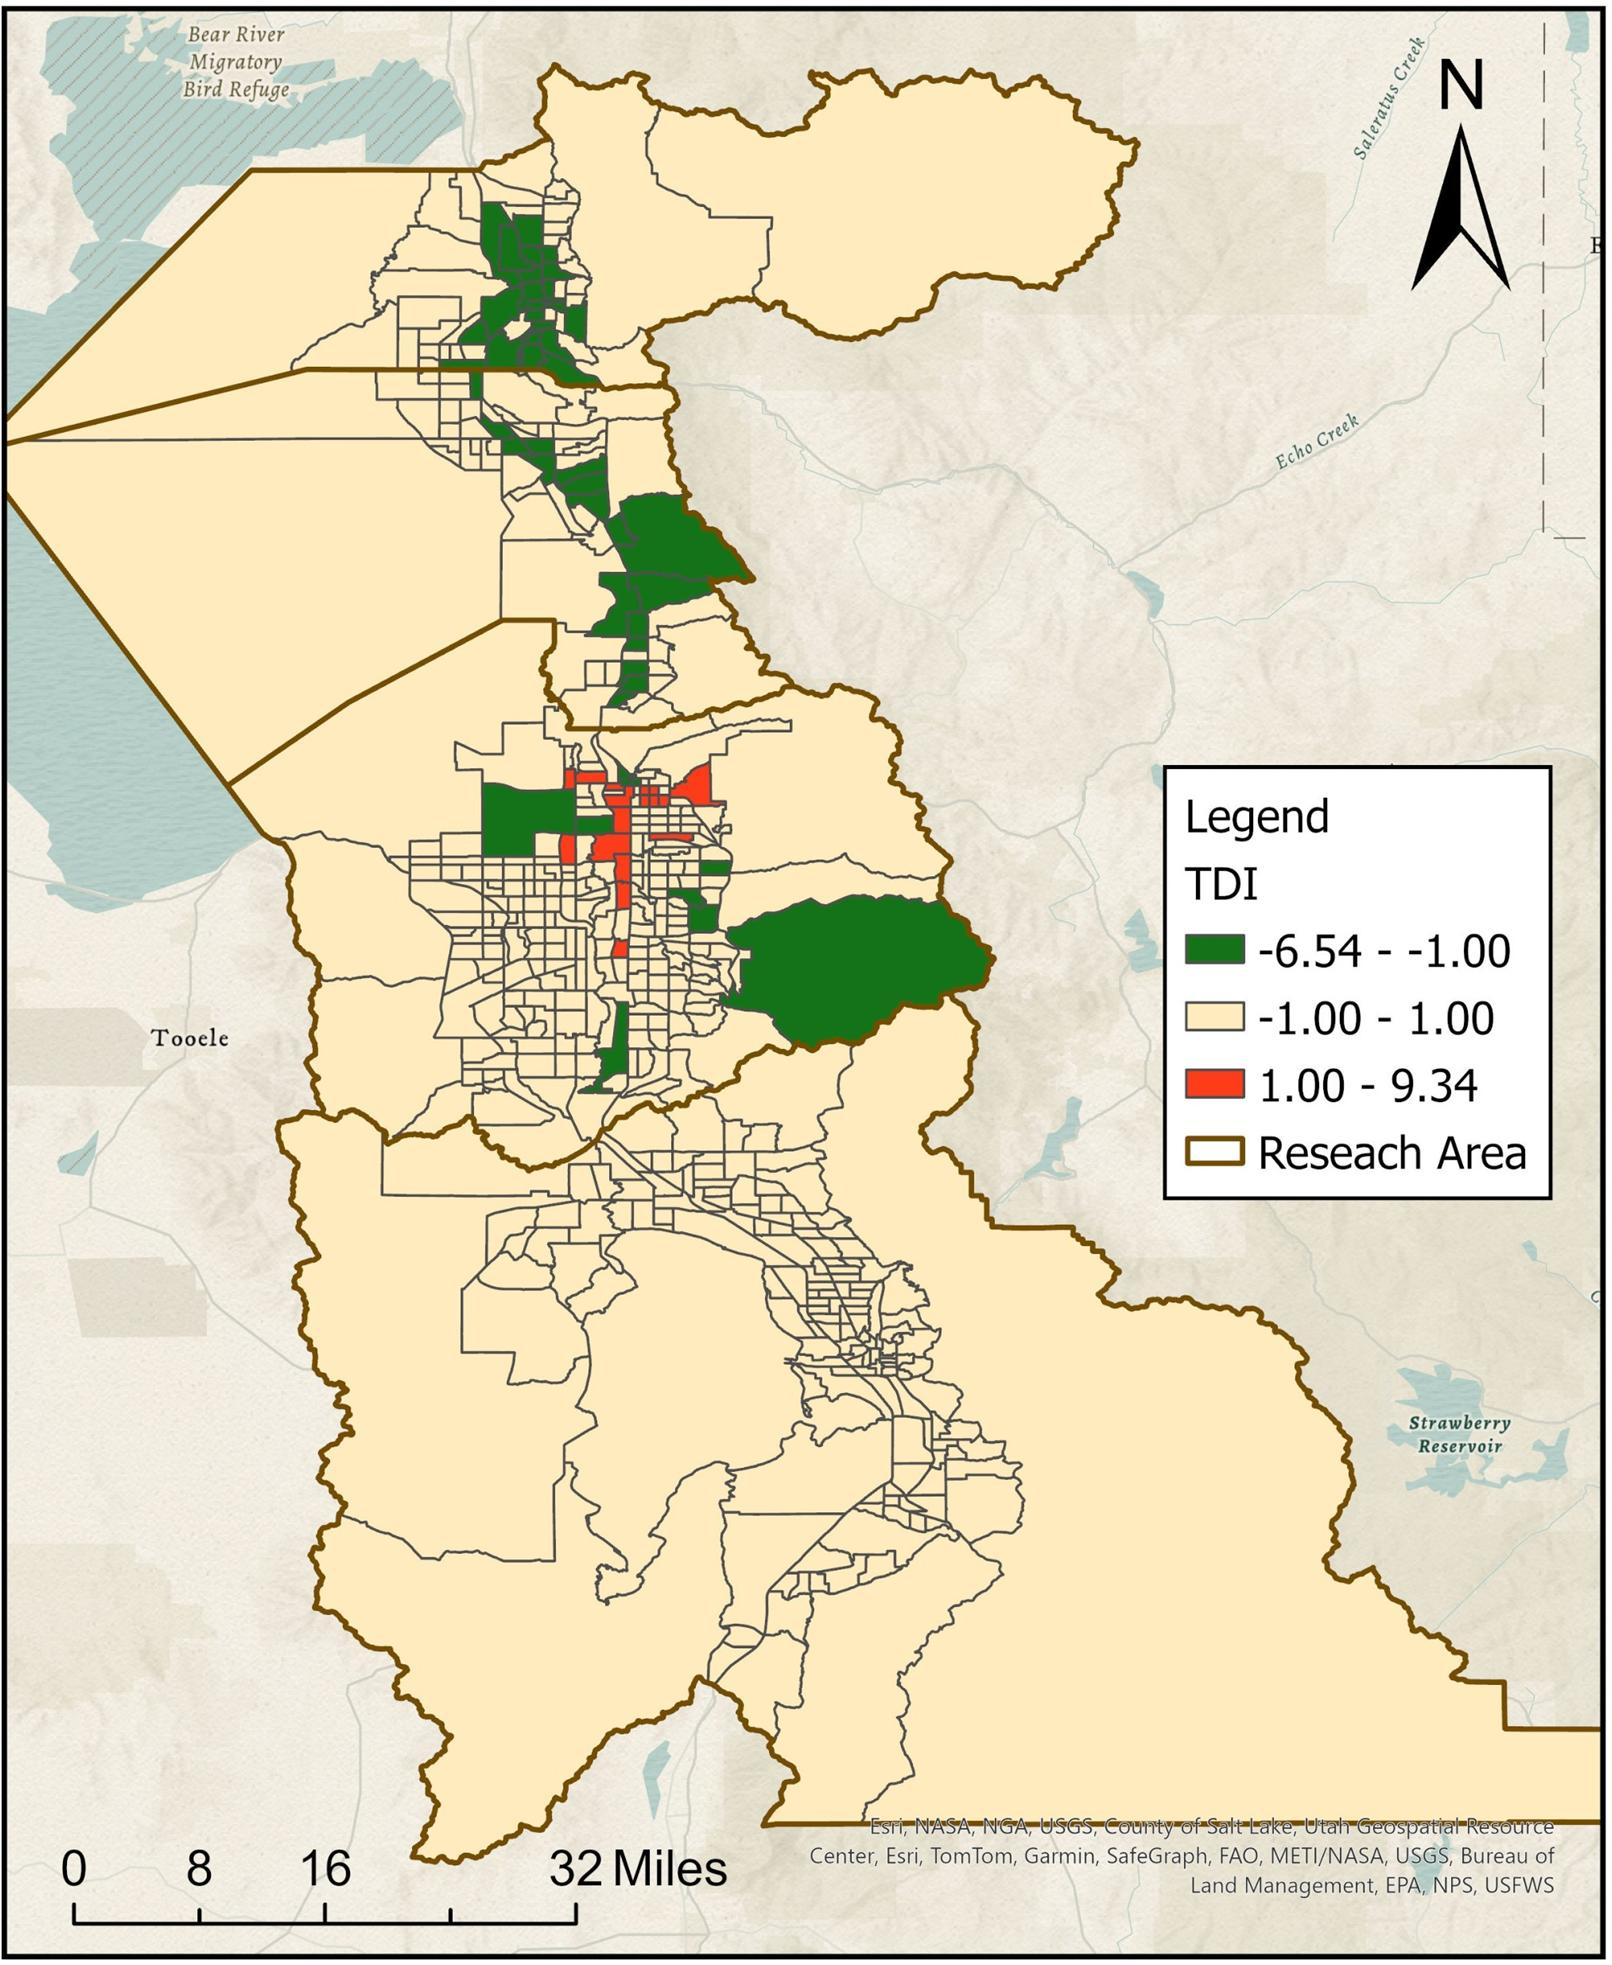 Bear River
Migratory
Bird Refuge
Saleratus Creek
N
E
Echo Creek
Legend
TDI
-6.54 - -1.00
-1.00 - 1.00
1.00 - 9.34
Reseach Area
Tooele
C
Strawberry
Reservoir
0 8 16 32 Miles
Esri, NASA, NGA, USGS, County of Salt Lake, Utah Geospatial Resource
Center, Esri, TomTom, Garmin, SafeGraph, FAO, METI/NASA, USGS, Bureau of
Land Management, EPA, NPS, USFWS